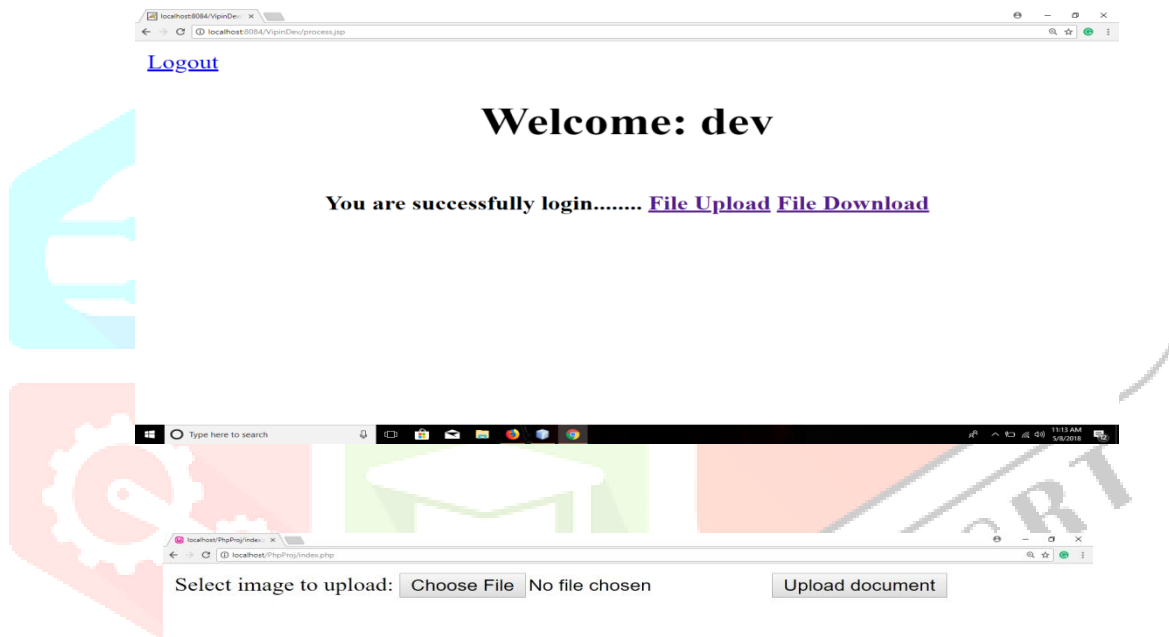 localhost:8084/VipinDev
localhost:8084/VipinDev/process.jsp
Logout
Welcome: dev
You are successfully login........ File Upload File Download
Type here to search
11:13 AM
5/8/2018
localhost/PhpProj/index.
localhost/PhpProj/index.php
Select image to upload: Choose File No file chosen Upload document